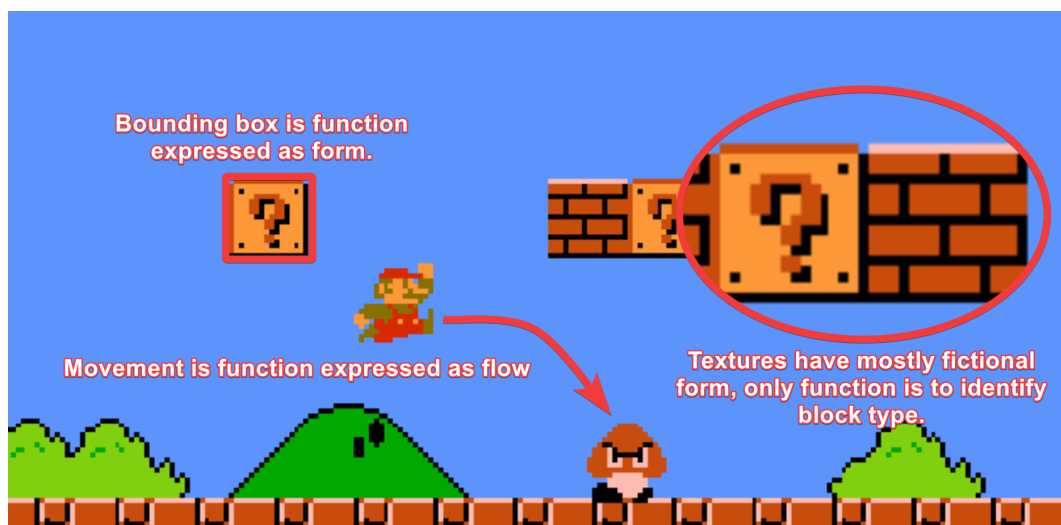 Bounding box is function
expressed as form.
?
?
?
Movement is function expressed as flow
Textures have mostly fictional
form, only function is to identify
block type.